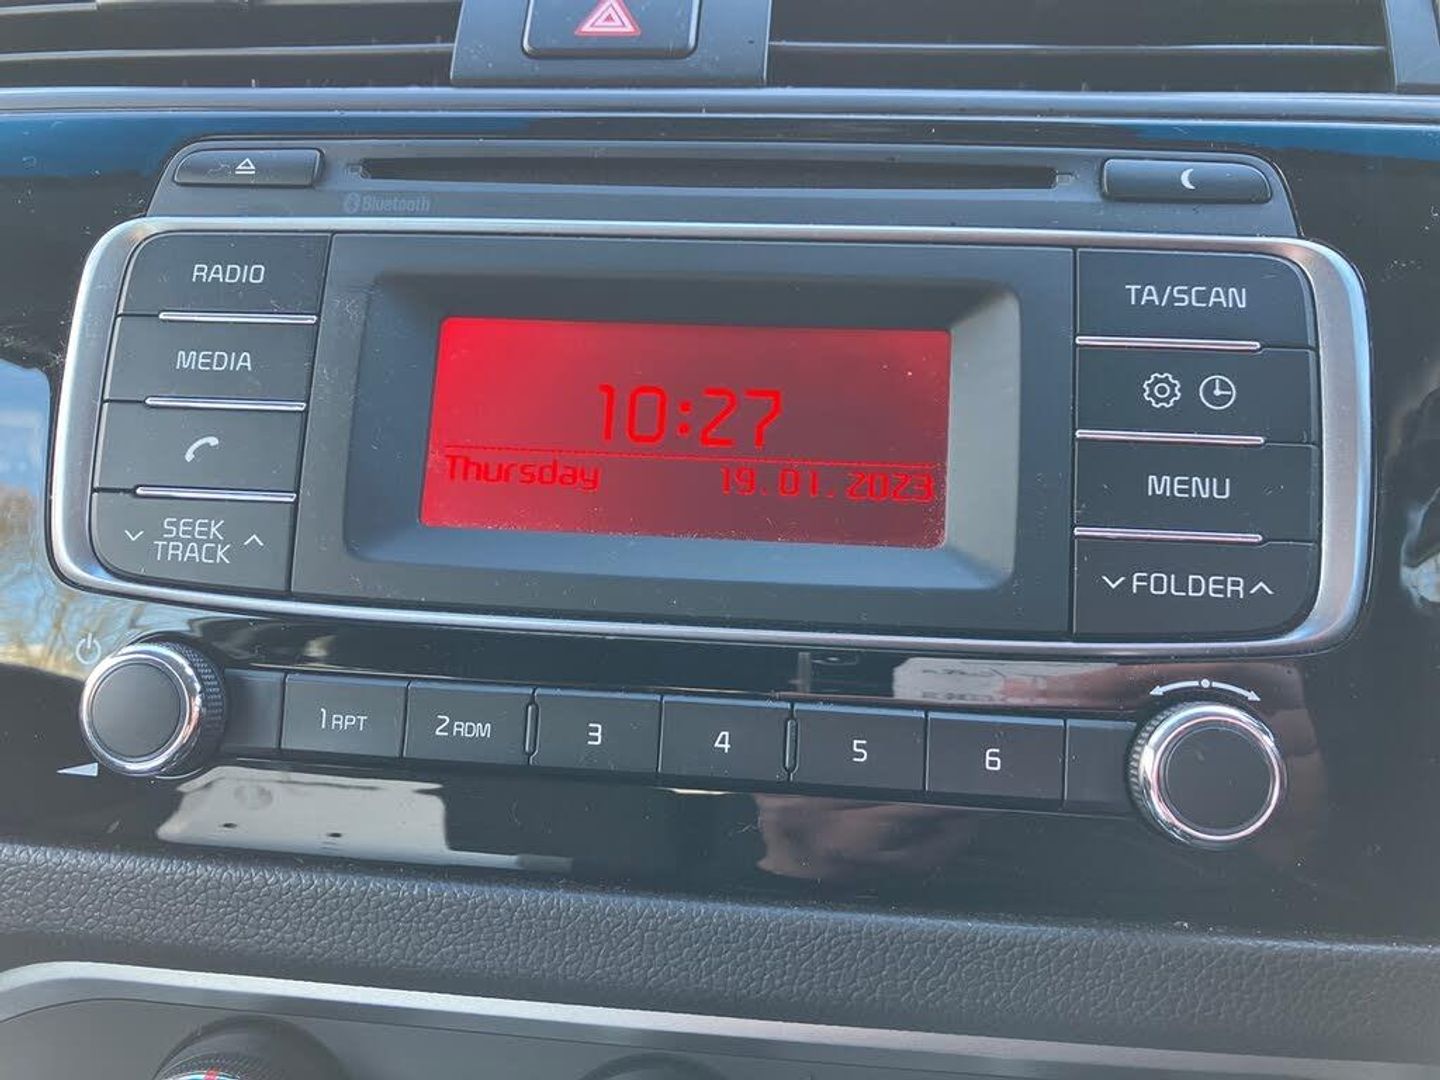 Bluetooth
RADIO
TA/SCAN
MEDIA
10:27
Thursday 19.01.2023
MENU
SEEK
TRACK
FOLDER
1 RPT
2 RDM
3
4
5
6